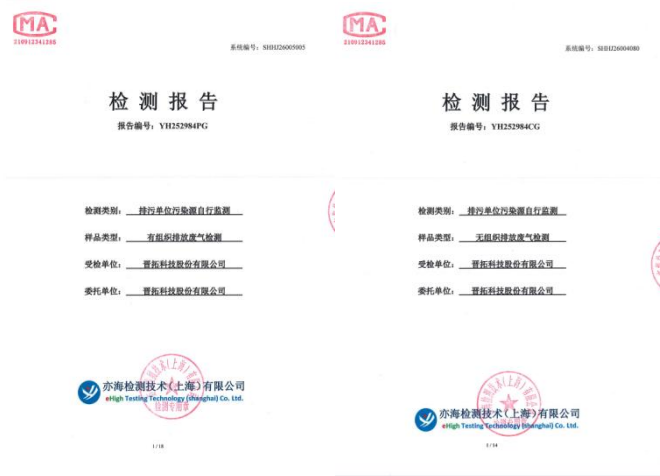 MA
210912341285
系统编号：SHHJ26005005
检 测 报 告
报告编号：YH252984PG
检测类别：排污单位污染源自行监测
样品类型：有组织排放废气检测
受检单位：晋拓科技股份有限公司
委托单位：晋拓科技股份有限公司
亦海检测技术（上海）有限公司
eHigh Testing Technology (shanghai) Co. Ltd.
检测专用章
1/18
MA
210912341285
系统编号：SHHJ26004080
检 测 报 告
报告编号：YH252984CG
检测类别：排污单位污染源自行监测
样品类型：无组织排放废气检测
受检单位：晋拓科技股份有限公司
委托单位：晋拓科技股份有限公司
亦海检测技术（上海）有限公司
eHigh Testing Technology (shanghai) Co. Ltd.